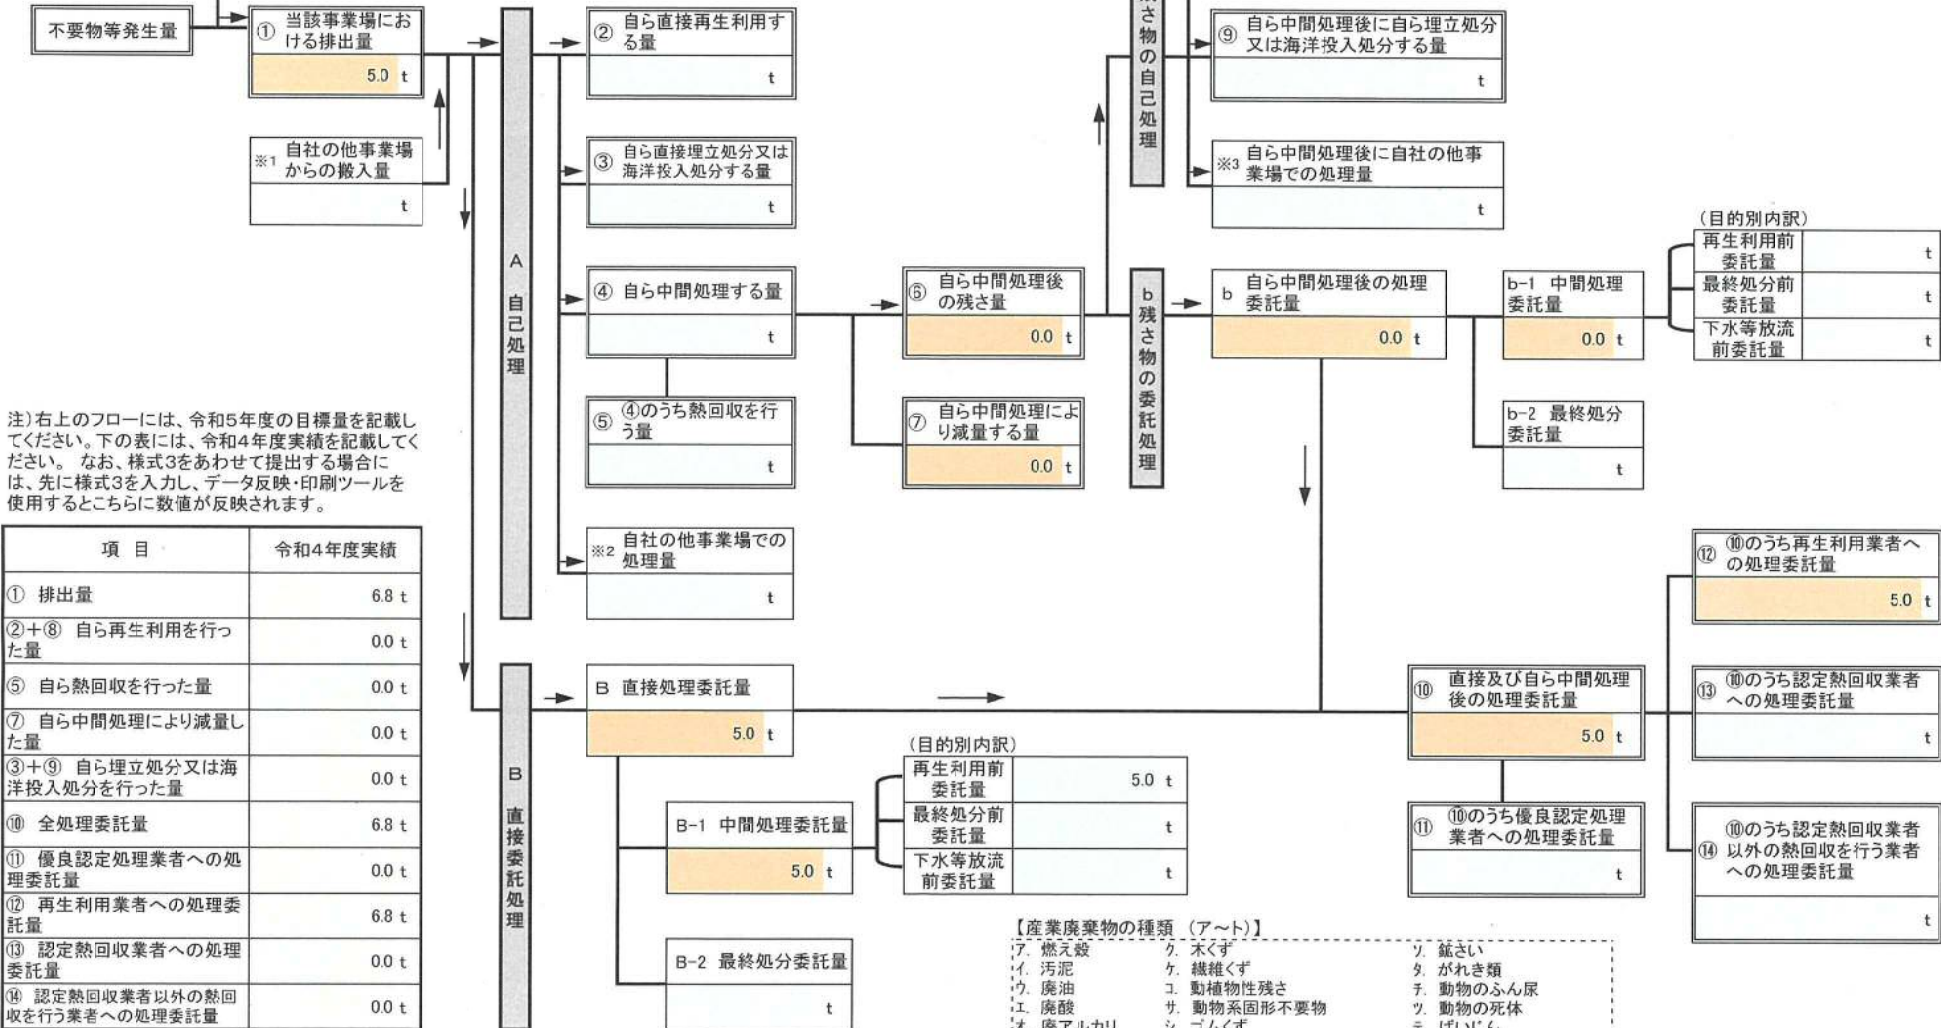 不要物等発生量
① 当該事業場にお
ける排出量
5.0 t
※1 自社の他事業場
からの搬入量
t
A 自己処理
② 自ら直接再生利用す
る量
t
③ 自ら直接埋立処分又は
海洋投入処分する量
t
④ 自ら中間処理する量
t
⑤ ④のうち熱回収を行
う量
t
※2 自社の他事業場での
処理量
t
⑥ 自ら中間処理後
の残さ量
0.0 t
⑦ 自ら中間処理によ
り減量する量
0.0 t
さ物の自己処理
⑨ 自ら中間処理後に自ら埋立処分
又は海洋投入処分する量
t
※3 自ら中間処理後に自社の他事
業場での処理量
t
b 残さ物の委託処理
b 自ら中間処理後の処理
委託量
0.0 t
b-1 中間処理
委託量
0.0 t
b-2 最終処分
委託量
t
(目的別内訳)
再生利用前
委託量 t
最終処分前
委託量 t
下水等放流
前委託量 t
注)右上のフローには、令和5年度の目標量を記載し
てください。下の表には、令和4年度実績を記載してく
ださい。 なお、様式3をあわせて提出する場合に
は、先に様式3を入力し、データ反映・印刷ツールを
使用するとこちらに数値が反映されます。
項 目 令和4年度実績
① 排出量 6.8 t
②+⑧ 自ら再生利用を行っ
た量 0.0 t
⑤ 自ら熱回収を行った量 0.0 t
⑦ 自ら中間処理により減量し
た量 0.0 t
③+⑨ 自ら埋立処分又は海
洋投入処分を行った量 0.0 t
⑩ 全処理委託量 6.8 t
⑪ 優良認定処理業者への処
理委託量 0.0 t
⑫ 再生利用業者への処理委
託量 6.8 t
⑬ 認定熱回収業者への処理
委託量 0.0 t
⑭ 認定熱回収業者以外の熱回
収を行う業者への処理委託量 0.0 t
B 直接委託処理
B 直接処理委託量
5.0 t
B-1 中間処理委託量
5.0 t
B-2 最終処分委託量
t
(目的別内訳)
再生利用前
委託量 5.0 t
最終処分前
委託量 t
下水等放流
前委託量 t
⑩ 直接及び自ら中間処理
後の処理委託量
5.0 t
⑪ ⑩のうち優良認定処理
業者への処理委託量
t
⑫ ⑩のうち再生利用業者へ
の処理委託量
5.0 t
⑬ ⑩のうち認定熱回収業者
への処理委託量
t
⑭ ⑩のうち認定熱回収業者
以外の熱回収を行う業者
への処理委託量
t
【産業廃棄物の種類 (ア~ト)】
ア. 燃え殻 ク. 木くず ソ. 鉱さい
イ. 汚泥 ケ. 繊維くず タ. がれき類
ウ. 廃油 コ. 動植物性残さ チ. 動物のふん尿
エ. 廃酸 サ. 動物系固形不要物 ツ. 動物の死体
オ. 廃アルカリ シ. ゴムくず テ. ばいじん